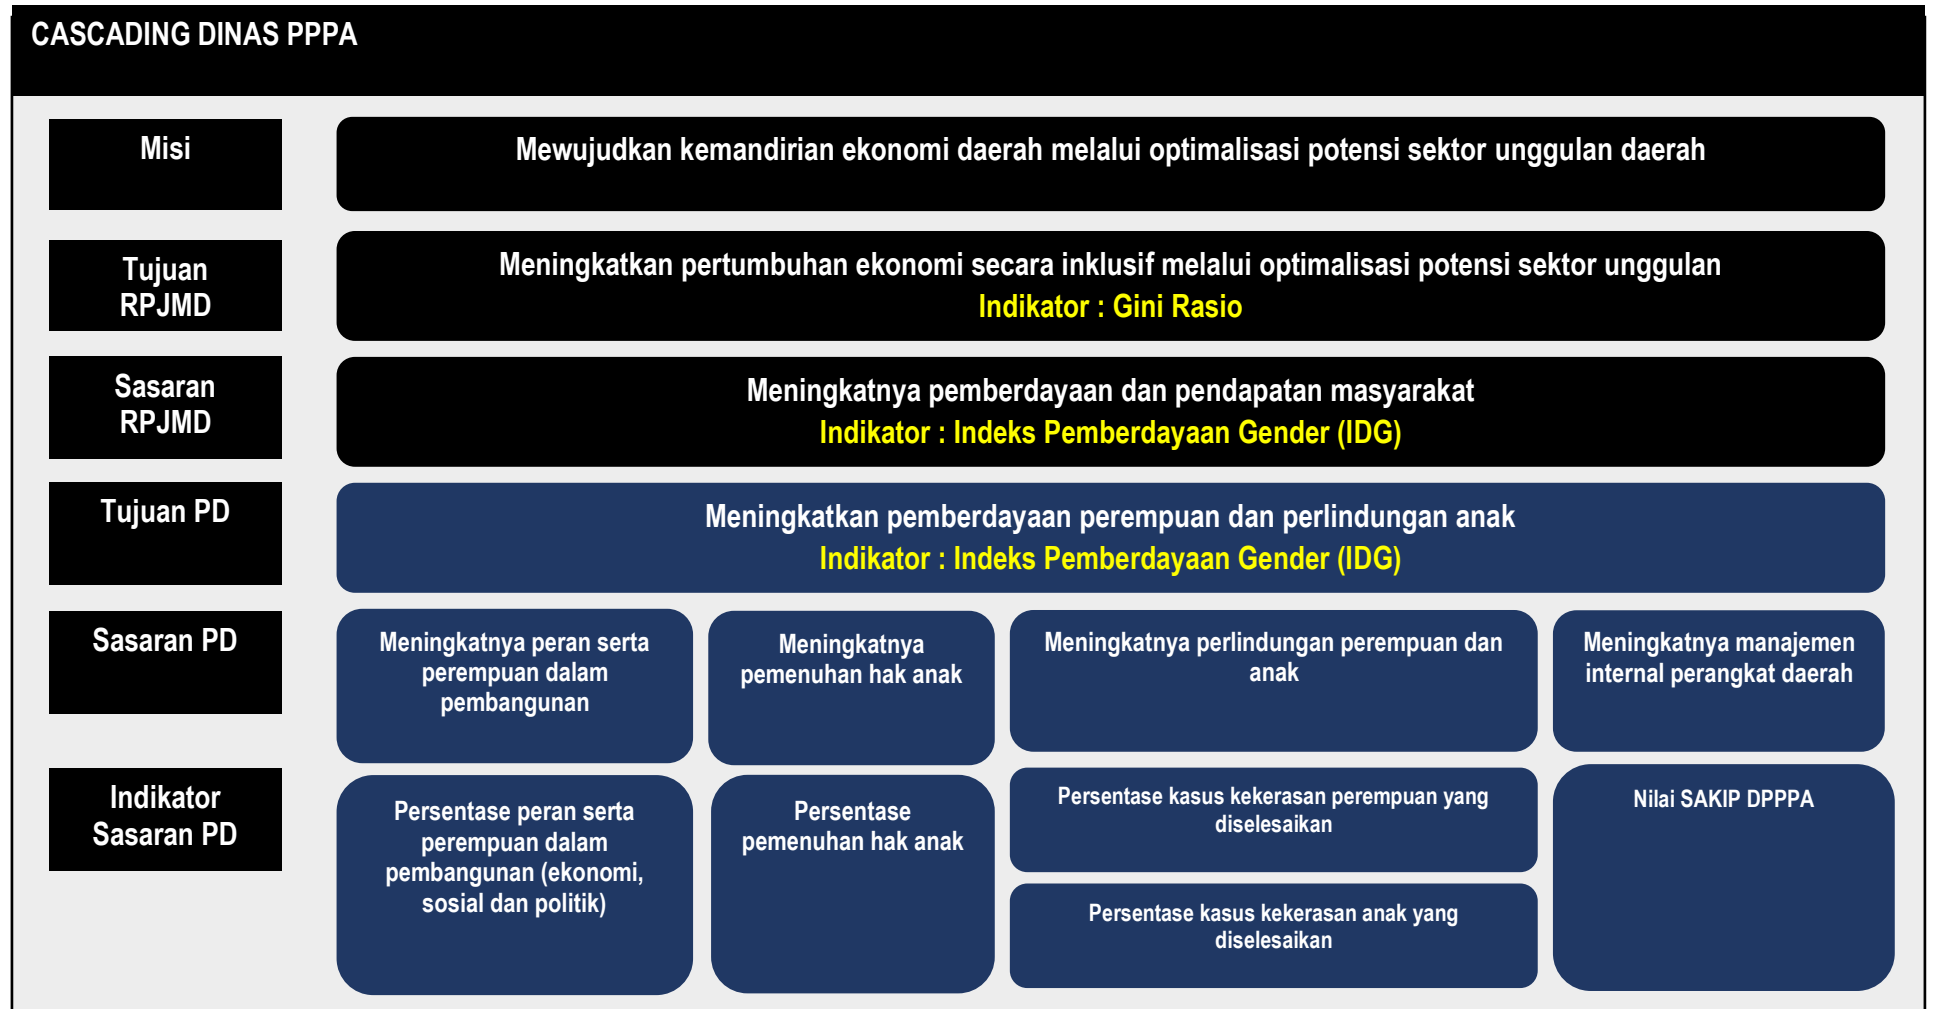 CASCADING DINAS PPPA
Misi
Mewujudkan kemandirian ekonomi daerah melalui optimalisasi potensi sektor unggulan daerah
Tujuan
RPJMD
Meningkatkan pertumbuhan ekonomi secara inklusif melalui optimalisasi potensi sektor unggulan
Indikator : Gini Rasio
Sasaran
RPJMD
Meningkatnya pemberdayaan dan pendapatan masyarakat
Indikator : Indeks Pemberdayaan Gender (IDG)
Tujuan PD
Meningkatkan pemberdayaan perempuan dan perlindungan anak
Indikator : Indeks Pemberdayaan Gender (IDG)
Sasaran PD
Meningkatnya peran serta
perempuan dalam
pembangunan
Meningkatnya
pemenuhan hak anak
Meningkatnya perlindungan perempuan dan
anak
Meningkatnya manajemen
internal perangkat daerah
Indikator
Sasaran PD
Persentase peran serta
perempuan dalam
pembangunan (ekonomi,
sosial dan politik)
Persentase
pemenuhan hak anak
Persentase kasus kekerasan perempuan yang
diselesaikan
Persentase kasus kekerasan anak yang
diselesaikan
Nilai SAKIP DPPPA